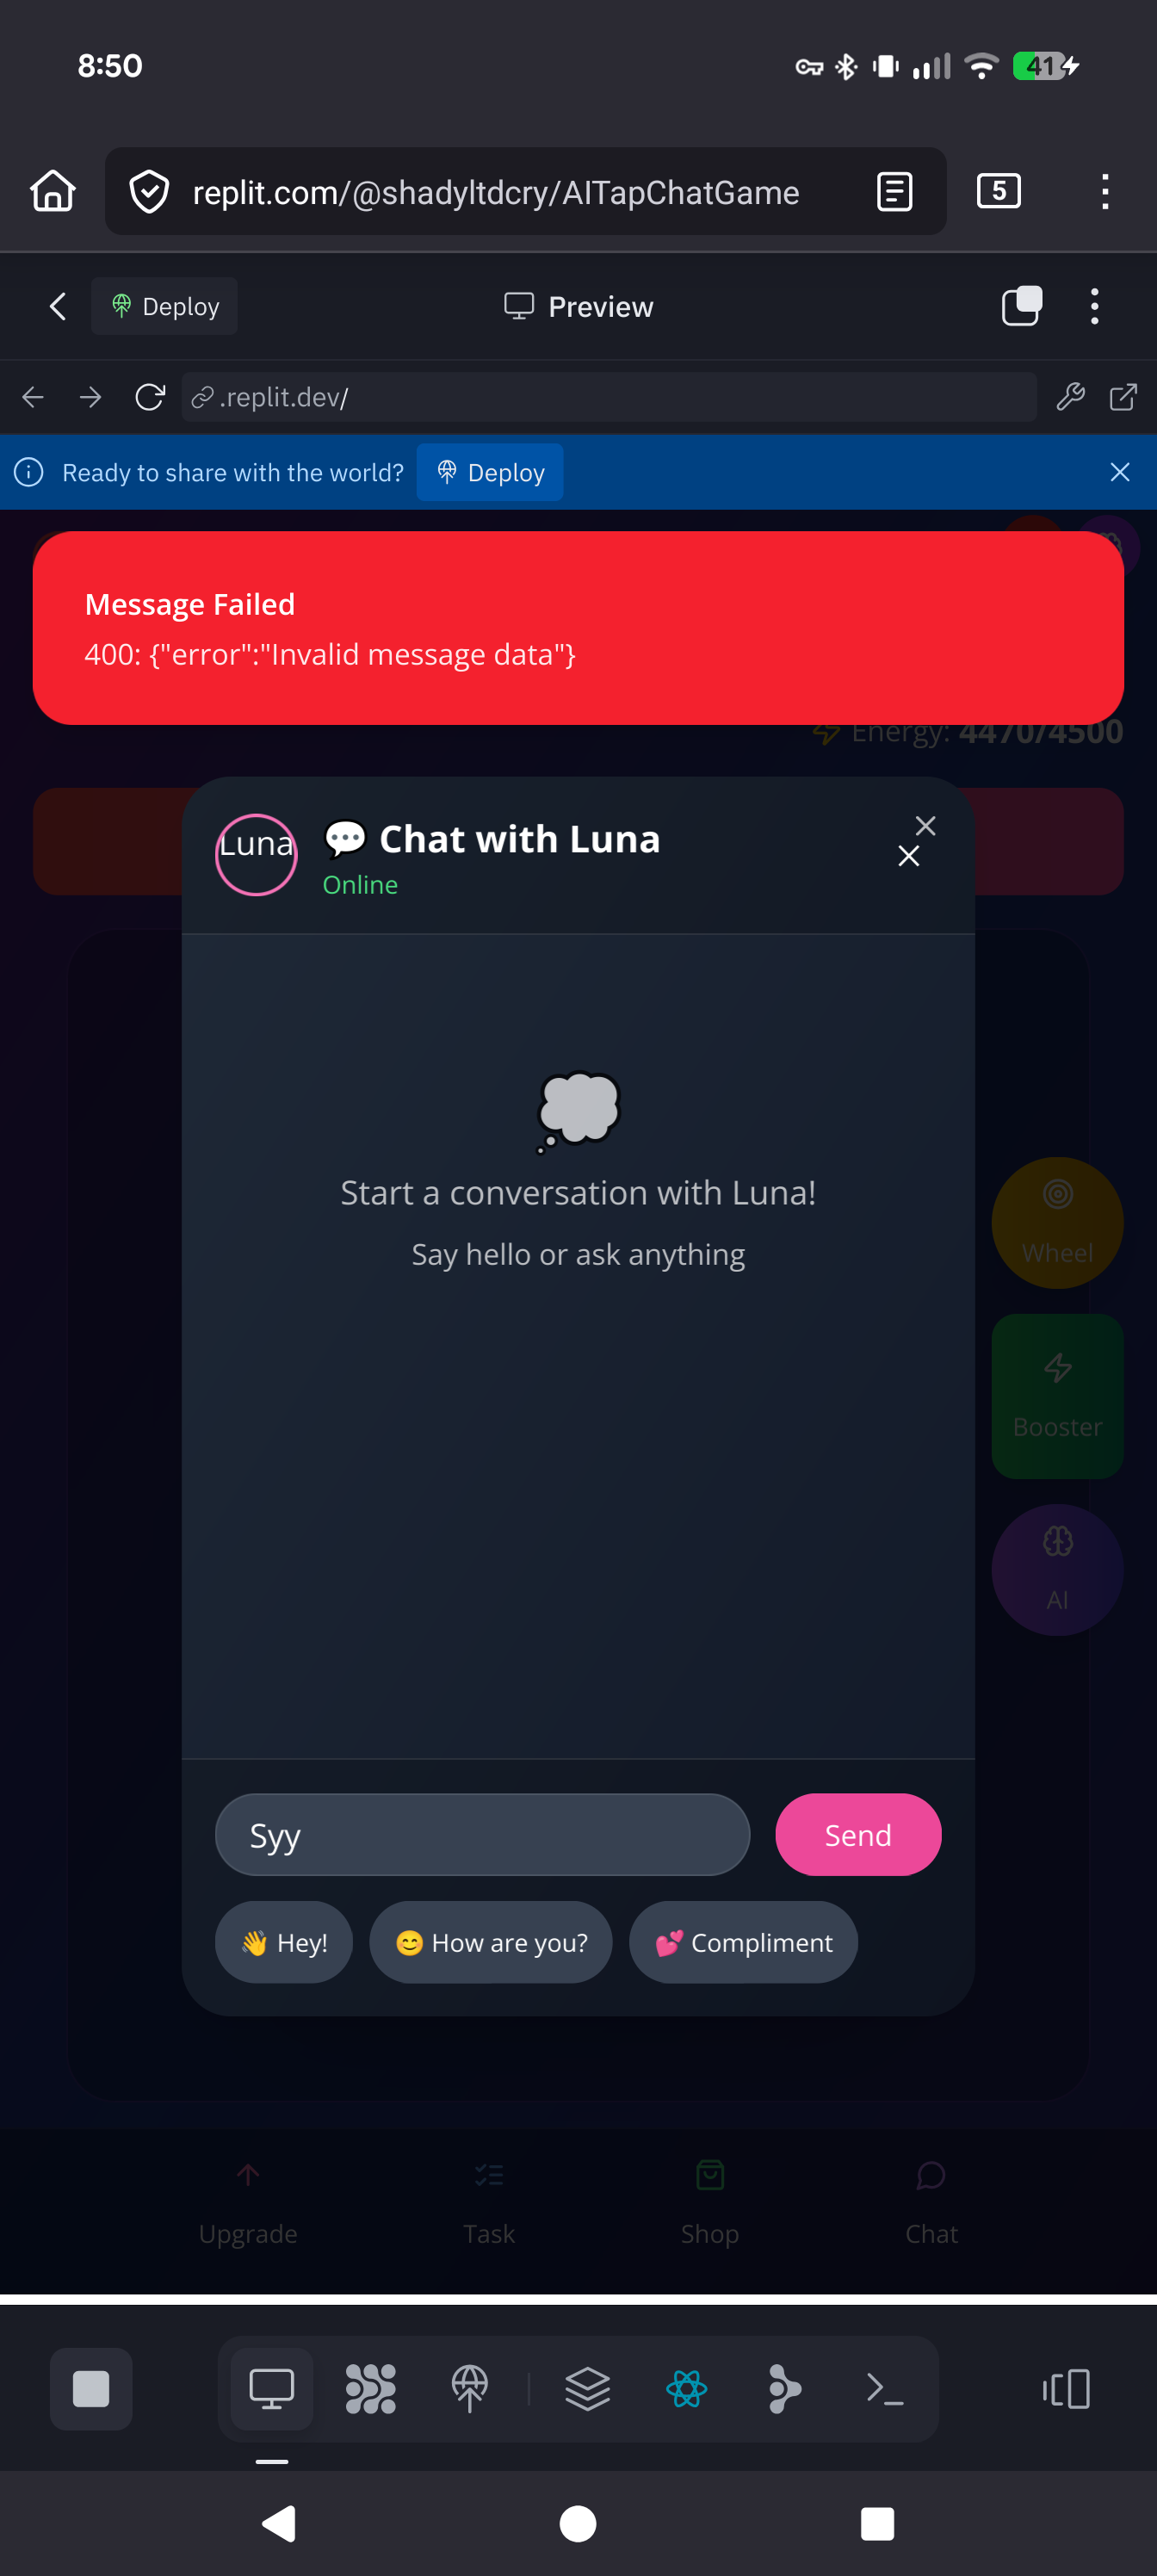 8:50
41
replit.com/@shadyltdcry/AITapChatGame
5
Deploy
Preview
.replit.dev/
Ready to share with the world?
Deploy
Message Failed
400: {"error":"Invalid message data"}
Energy: 4470/4500
Luna
💬 Chat with Luna
Online
Start a conversation with Luna!
Say hello or ask anything
Wheel
Booster
AI
Syy
Send
👋 Hey!
😊 How are you?
💕 Compliment
Upgrade
Task
Shop
Chat